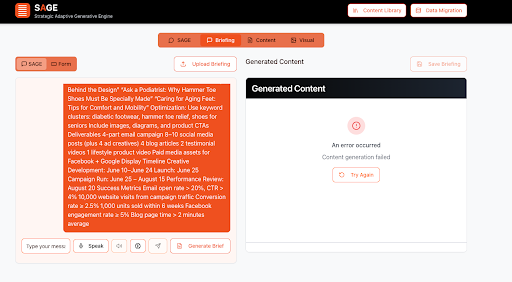 SAGE
Strategic Adaptive Generative Engine
Content Library
Data Migration
SAGE
Briefing
Content
Visual
SAGE
Form
Upload Briefing
Behind the Design" "Ask a Podiatrist: Why Hammer Toe
Shoes Must Be Specially Made" "Caring for Aging Feet:
Tips for Comfort and Mobility" Optimization: Use keyword
clusters: diabetic footwear, hammer toe relief, shoes for
seniors Include images, diagrams, and product CTAs
Deliverables 4-part email campaign 8–10 social media
posts (plus 4 ad creatives) 4 blog articles 2 testimonial
videos 1 lifestyle product video Paid media assets for
Facebook + Google Display Timeline Creative
Development: June 10–June 24 Launch: June 25
Campaign Run: June 25 – August 15 Performance Review:
August 20 Success Metrics Email open rate > 20%, CTR >
4% 10,000 website visits from campaign traffic Conversion
rate ≥ 2.5% 1,000 units sold within 6 weeks Facebook
engagement rate ≥ 5% Blog page time > 2 minutes
average
Type your messa
Speak
Generate Brief
Generated Content
Save Briefing
Generated Content
An error occurred
Content generation failed
Try Again